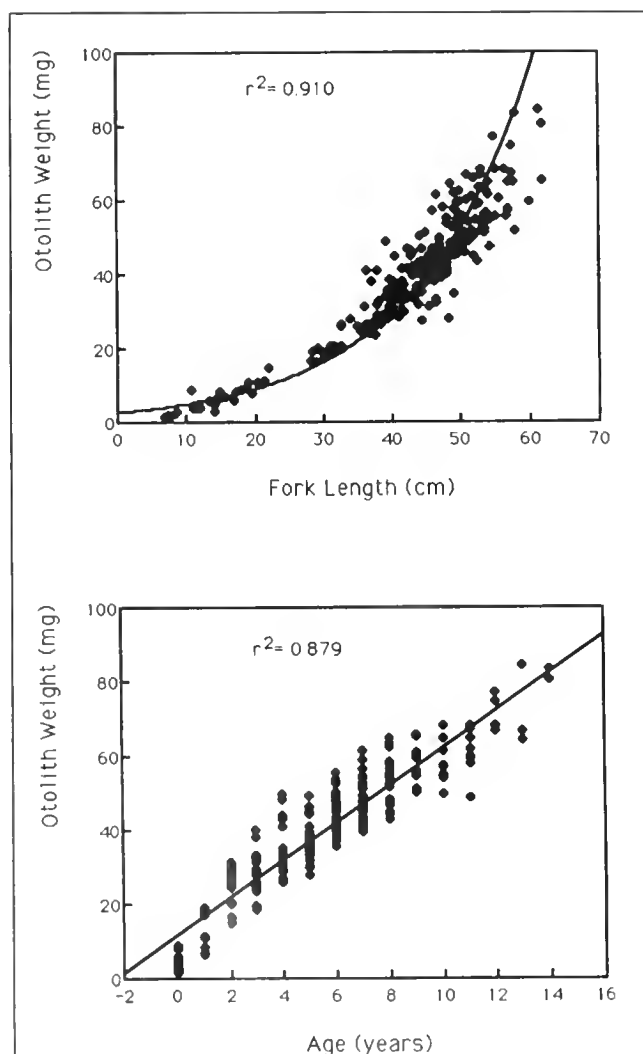 100
80
60
40
20
0
Otolith Weight (mg)
r²= 0.910
0 10 20 30 40 50 60 70
Fork Length (cm)
100
80
60
40
20
0
Otolith Weight (mg)
r²= 0.879
-2 0 2 4 6 8 10 12 14 16
Age (years)